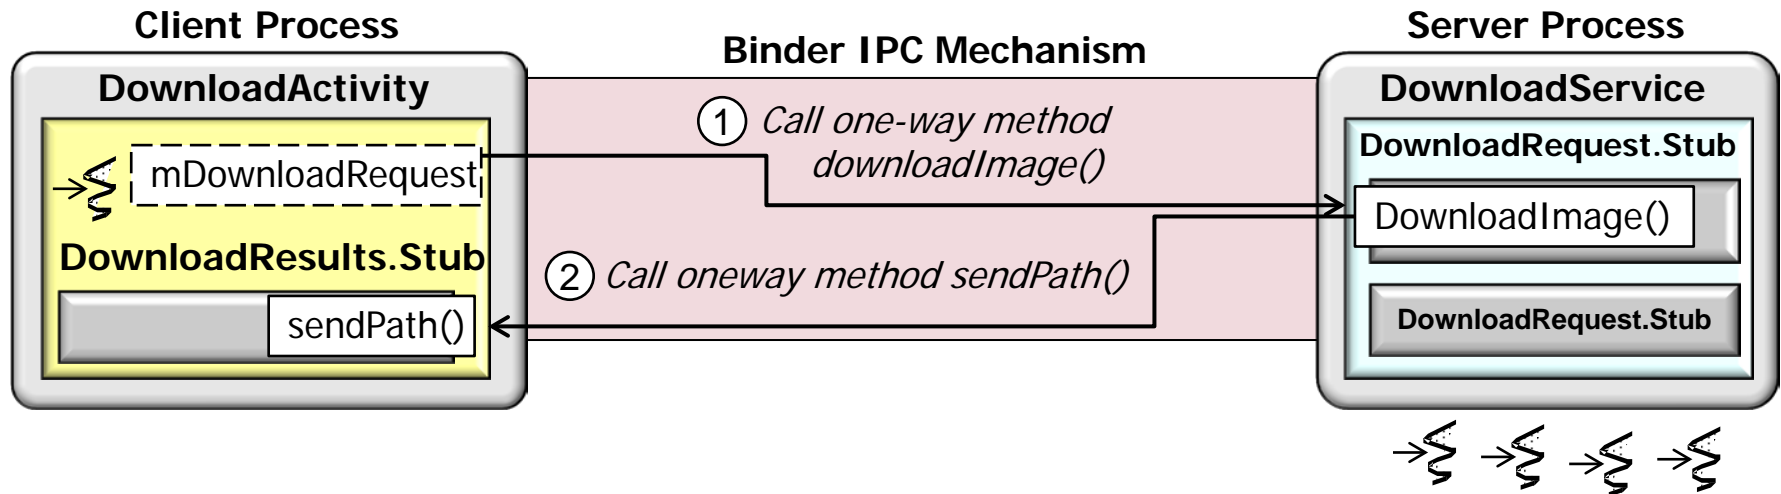 Client Process
DownloadActivity
mDownloadRequest
DownloadResults.Stub
sendPath()
Binder IPC Mechanism
1 Call one-way method
downloadImage()
2 Call oneway method sendPath()
Server Process
DownloadService
DownloadRequest.Stub
DownloadImage()
DownloadRequest.Stub